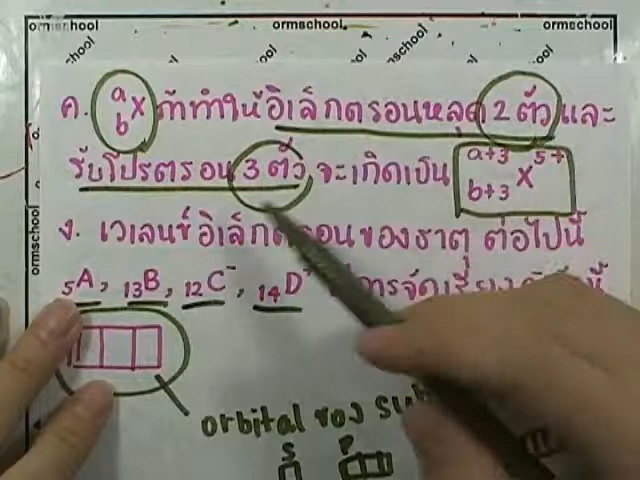 ormschool ormschool ormschool
ค. a b X ถ้าทำให้อิเล็กตรอนหลุด 2 ตัว และ
รับโปรตรอน 3 ตัว จะเกิดเป็น a+3 b+3 X 5+
ง. เวเลนซ์อิเล็กตรอนของธาตุ ต่อไปนี้
5A, 13B, 12C⁻, 14D⁺
orbital ของ
s p
ormschool